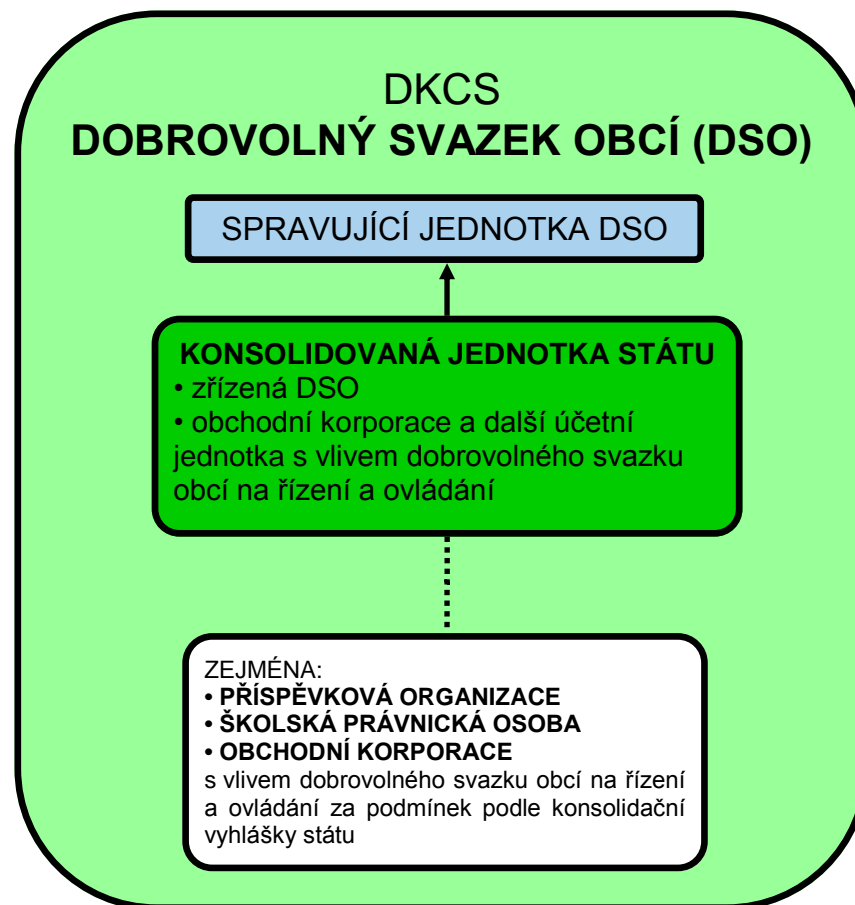 DKCS
DOBROVOLNÝ SVAZEK OBCÍ (DSO)
SPRAVUJÍCÍ JEDNOTKA DSO
KONSOLIDOVANÁ JEDNOTKA STÁTU
• zřízená DSO
• obchodní korporace a další účetní
jednotka s vlivem dobrovolného svazku
obcí na řízení a ovládání
ZEJMÉNA:
• PŘÍSPĚVKOVÁ ORGANIZACE
• ŠKOLSKÁ PRÁVNICKÁ OSOBA
• OBCHODNÍ KORPORACE
s vlivem dobrovolného svazku obcí na řízení
a ovládání za podmínek podle konsolidační
vyhlášky státu